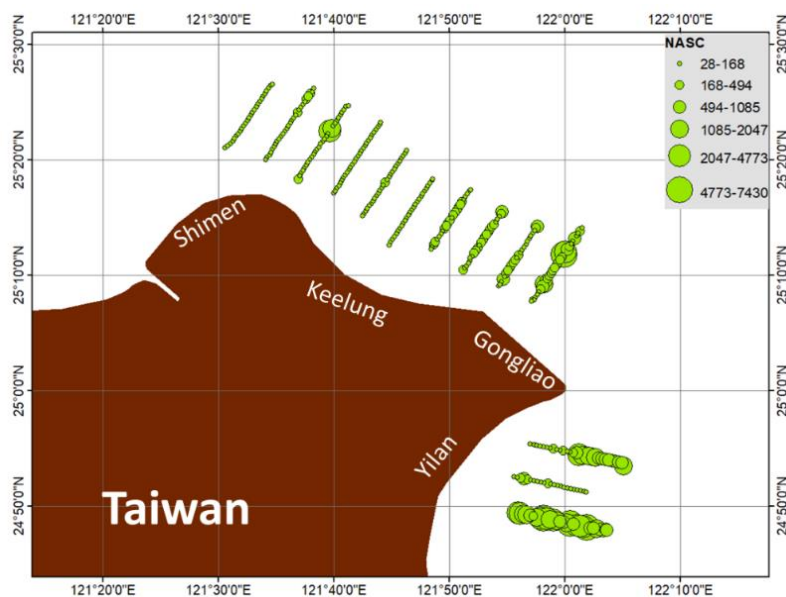 121°20'0"E 121°30'0"E 121°40'0"E 121°50'0"E 122°0'0"E 122°10'0"E
25°30'0"N 25°30'0"N
NASC
28-168
168-494
494-1085
1085-2047
2047-4773
4773-7430
25°20'0"N 25°20'0"N
Shimen
25°10'0"N 25°10'0"N
Keelung
Gongliao
25°0'0"N 25°0'0"N
Yilan
24°50'0"N 24°50'0"N
Taiwan
121°20'0"E 121°30'0"E 121°40'0"E 121°50'0"E 122°0'0"E 122°10'0"E